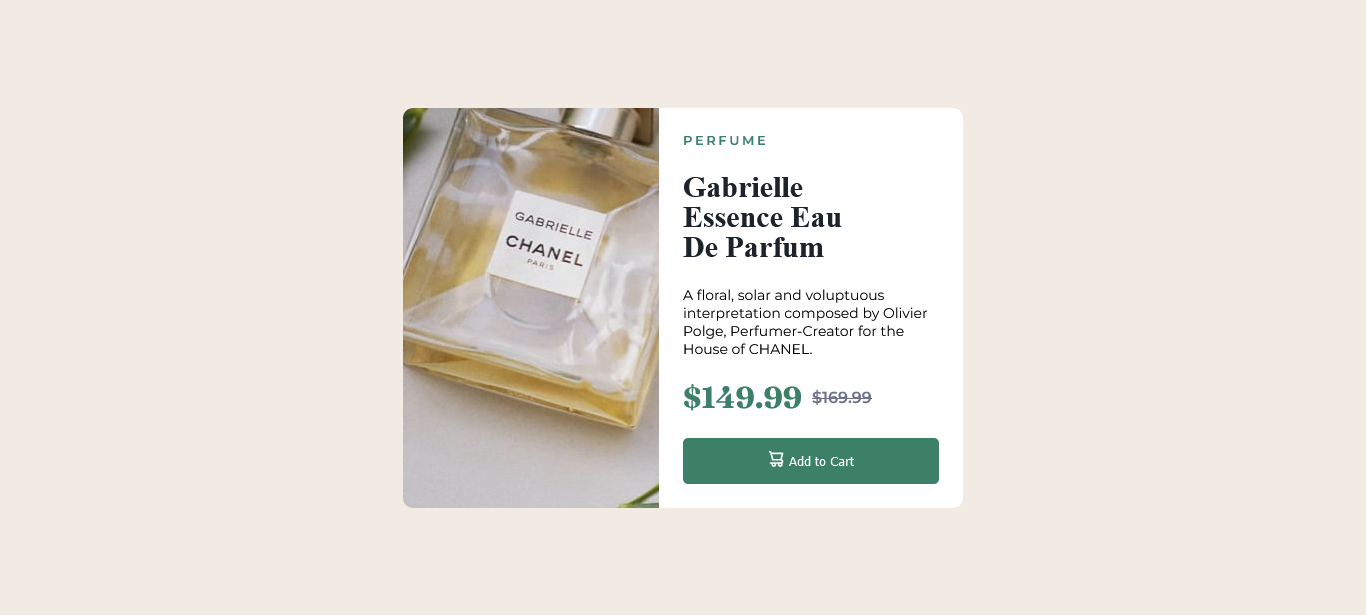 GABRIELLE
CHANEL
PARIS
PERFUME
Gabrielle
Essence Eau
De Parfum
A floral, solar and voluptuous
interpretation composed by Olivier
Polge, Perfumer-Creator for the
House of CHANEL.
$149.99 $169.99
Add to Cart